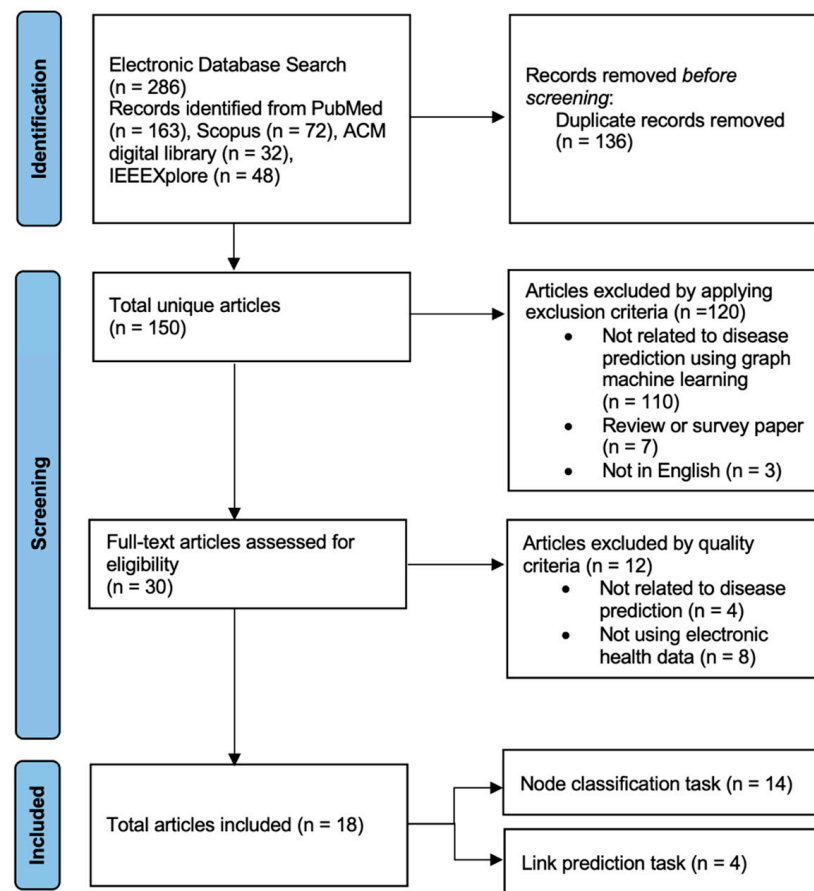 Identification
Electronic Database Search
(n = 286)
Records identified from PubMed
(n = 163), Scopus (n = 72), ACM
digital library (n = 32),
IEEEXplore (n = 48)
Records removed before
screening:
Duplicate records removed
(n = 136)
Screening
Total unique articles
(n = 150)
Articles excluded by applying
exclusion criteria (n =120)
• Not related to disease
prediction using graph
machine learning
(n = 110)
• Review or survey paper
(n = 7)
• Not in English (n = 3)
Full-text articles assessed for
eligibility
(n = 30)
Articles excluded by quality
criteria (n = 12)
• Not related to disease
prediction (n = 4)
• Not using electronic
health data (n = 8)
Included
Total articles included (n = 18)
Node classification task (n = 14)
Link prediction task (n = 4)